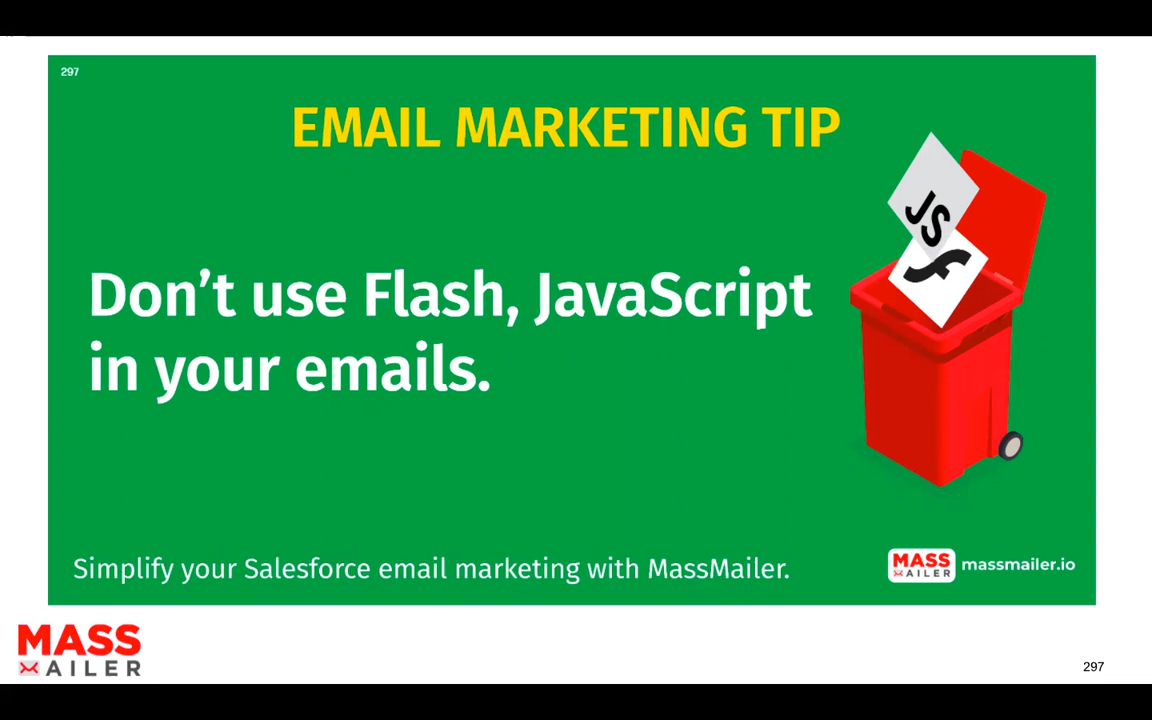 297
EMAIL MARKETING TIP
JS
f
Don’t use Flash, JavaScript
in your emails.
Simplify your Salesforce email marketing with MassMailer.
MASS
MAILER
massmailer.io
MASS
MAILER
297